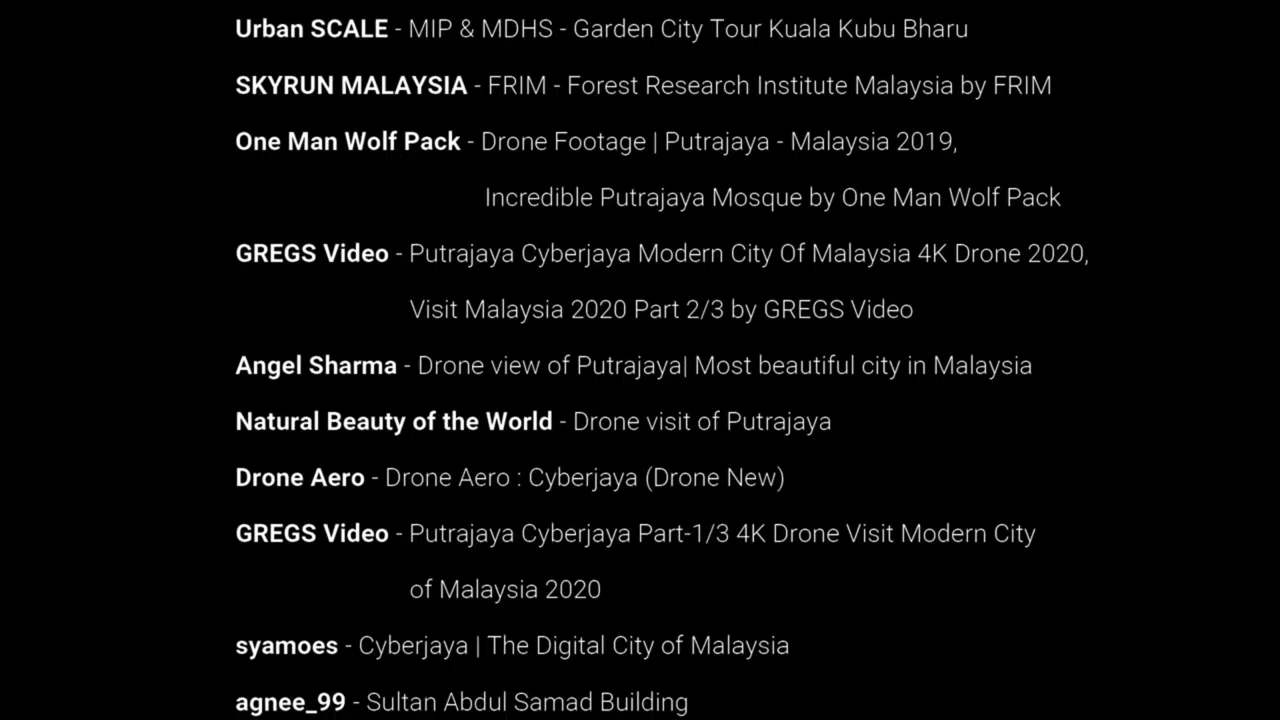 Urban SCALE - MIP & MDHS - Garden City Tour Kuala Kubu Bharu
SKYRUN MALAYSIA - FRIM - Forest Research Institute Malaysia by FRIM
One Man Wolf Pack - Drone Footage | Putrajaya - Malaysia 2019,
Incredible Putrajaya Mosque by One Man Wolf Pack
GREGS Video - Putrajaya Cyberjaya Modern City Of Malaysia 4K Drone 2020,
Visit Malaysia 2020 Part 2/3 by GREGS Video
Angel Sharma - Drone view of Putrajaya| Most beautiful city in Malaysia
Natural Beauty of the World - Drone visit of Putrajaya
Drone Aero - Drone Aero : Cyberjaya (Drone New)
GREGS Video - Putrajaya Cyberjaya Part-1/3 4K Drone Visit Modern City
of Malaysia 2020
syamoes - Cyberjaya | The Digital City of Malaysia
agnee_99 - Sultan Abdul Samad Building